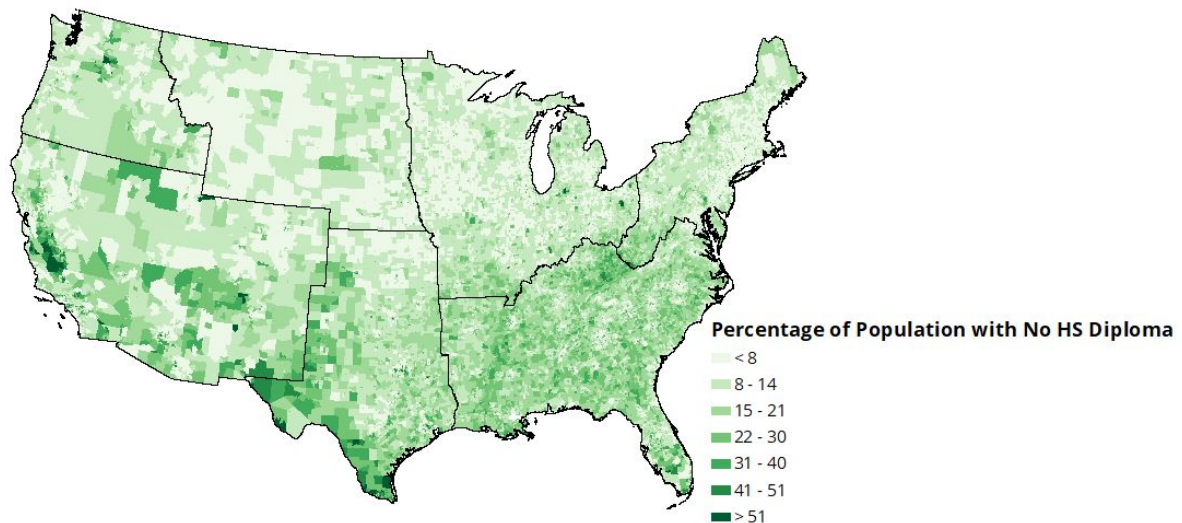 Percentage of Population with No HS Diploma
< 8
8 - 14
15 - 21
22 - 30
31 - 40
41 - 51
> 51